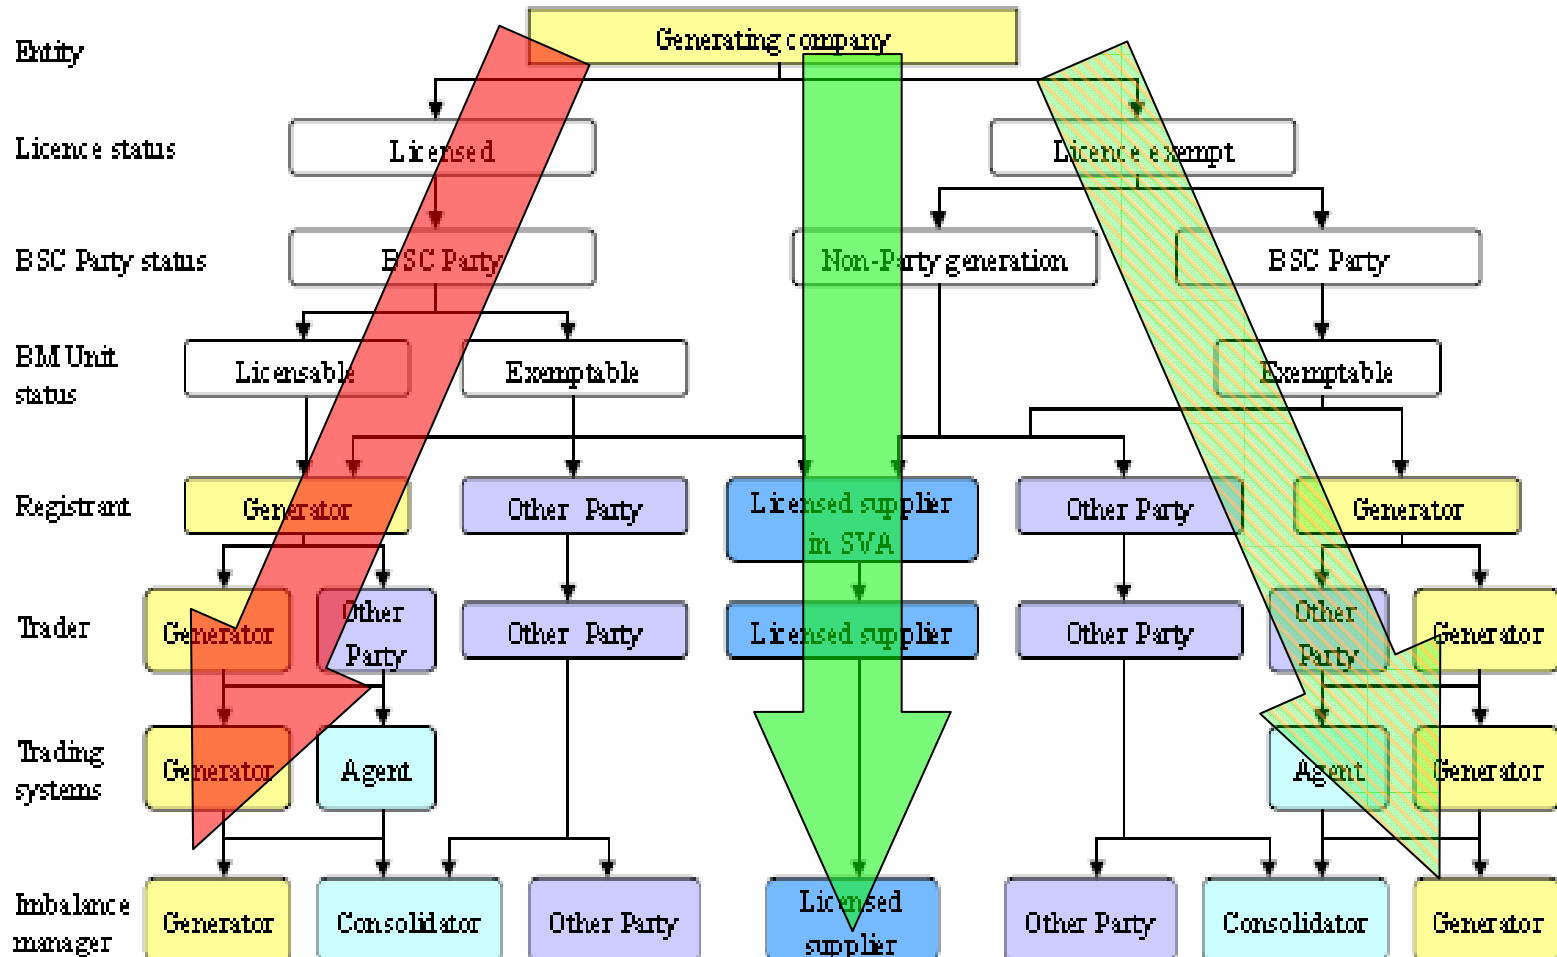 Entity
Generating company
Licence status
Licensed
Licence exempt
BSC Party status
BSC Party
Non-Party generation
BSC Party
BM Unit
status
Licensable
Exemptable
Exemptable
Registrant
Generator
Other Party
Licensed supplier
in SVA
Other Party
Generator
Trader
Generator
Other
Party
Other Party
Licensed supplier
Other Party
Other
Party
Generator
Trading
systems
Generator
Agent
Agent
Generator
Imbalance
manager
Generator
Consolidator
Other Party
Licensed
supplier
Other Party
Consolidator
Generator